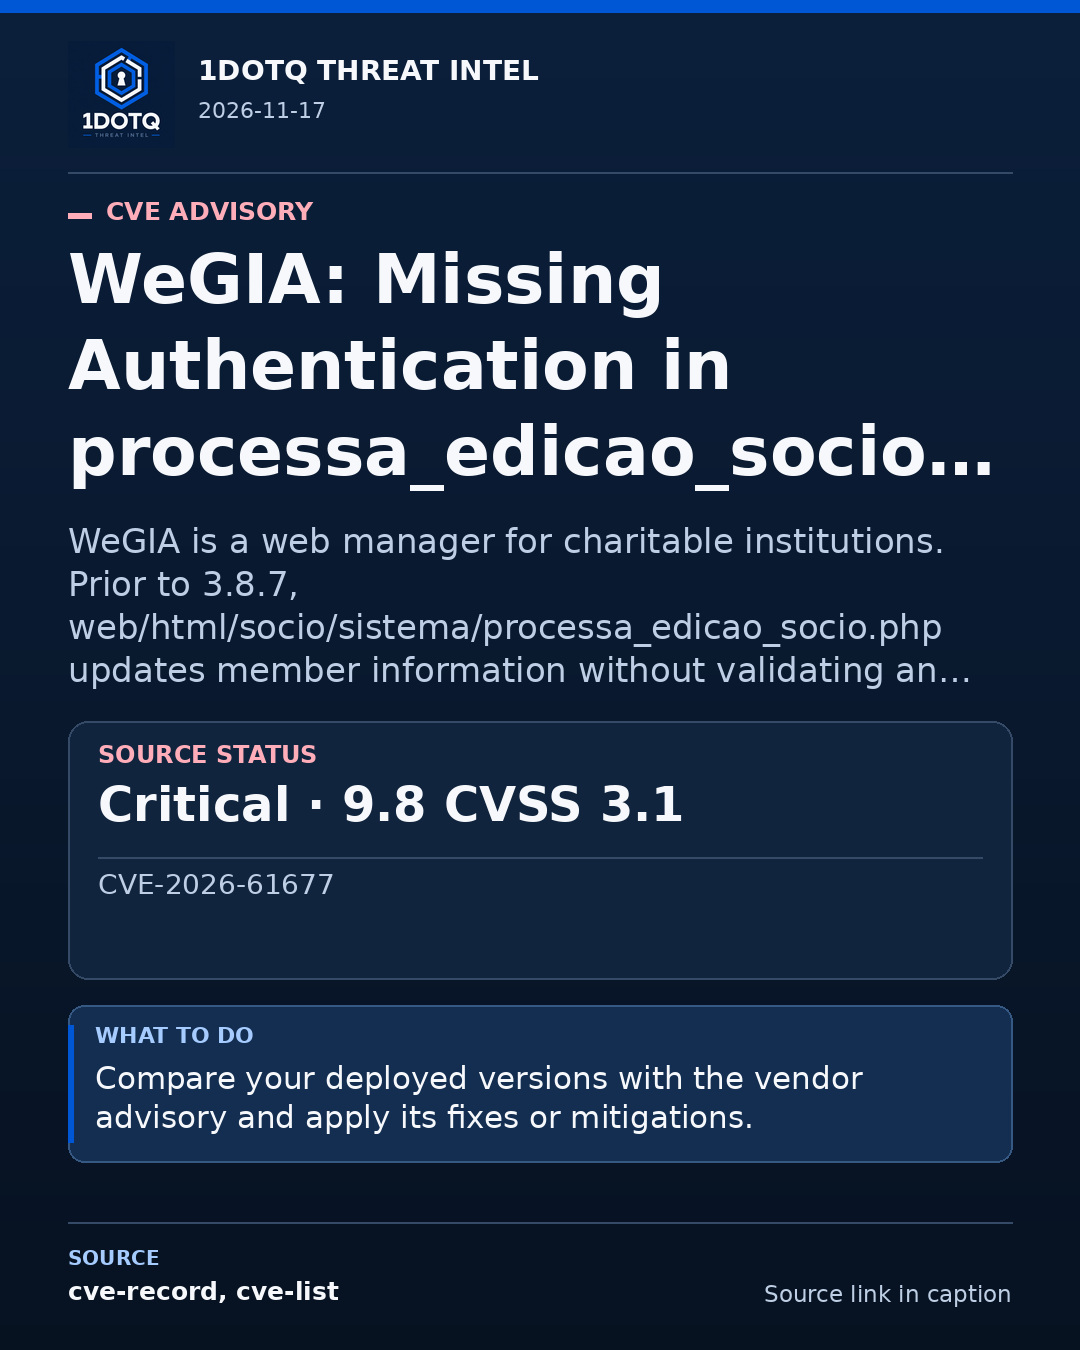 1DOTQ
THREAT INTEL
1DOTQ THREAT INTEL
2026-11-17
CVE ADVISORY
WeGIA: Missing
Authentication in
processa_edicao_socio…
WeGIA is a web manager for charitable institutions.
Prior to 3.8.7,
web/html/socio/sistema/processa_edicao_socio.php
updates member information without validating an…
SOURCE STATUS
Critical · 9.8 CVSS 3.1
CVE-2026-61677
WHAT TO DO
Compare your deployed versions with the vendor
advisory and apply its fixes or mitigations.
SOURCE
cve-record, cve-list
Source link in caption